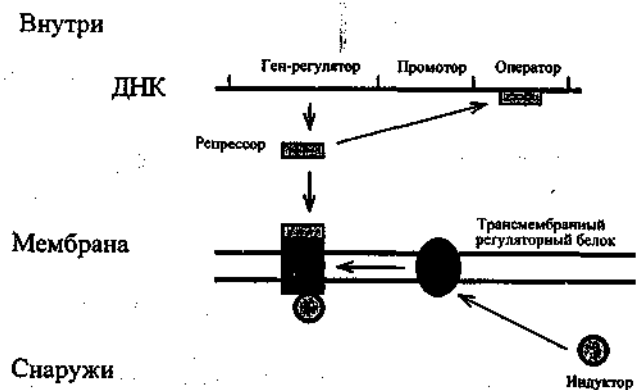 Внутри
Ген-регулятор Промотор Оператор
ДНК
Репрессор
Трансмембранный
регуляторный белок
Мембрана
Индуктор
Снаружи